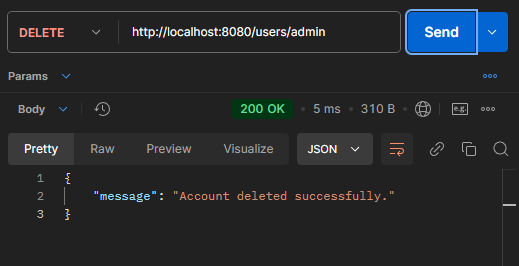 DELETE http://localhost:8080/users/admin Send
Params
Body 200 OK • 5 ms • 310 B e.g.
Pretty Raw Preview Visualize JSON
1 {
2 "message": "Account deleted successfully."
3 }